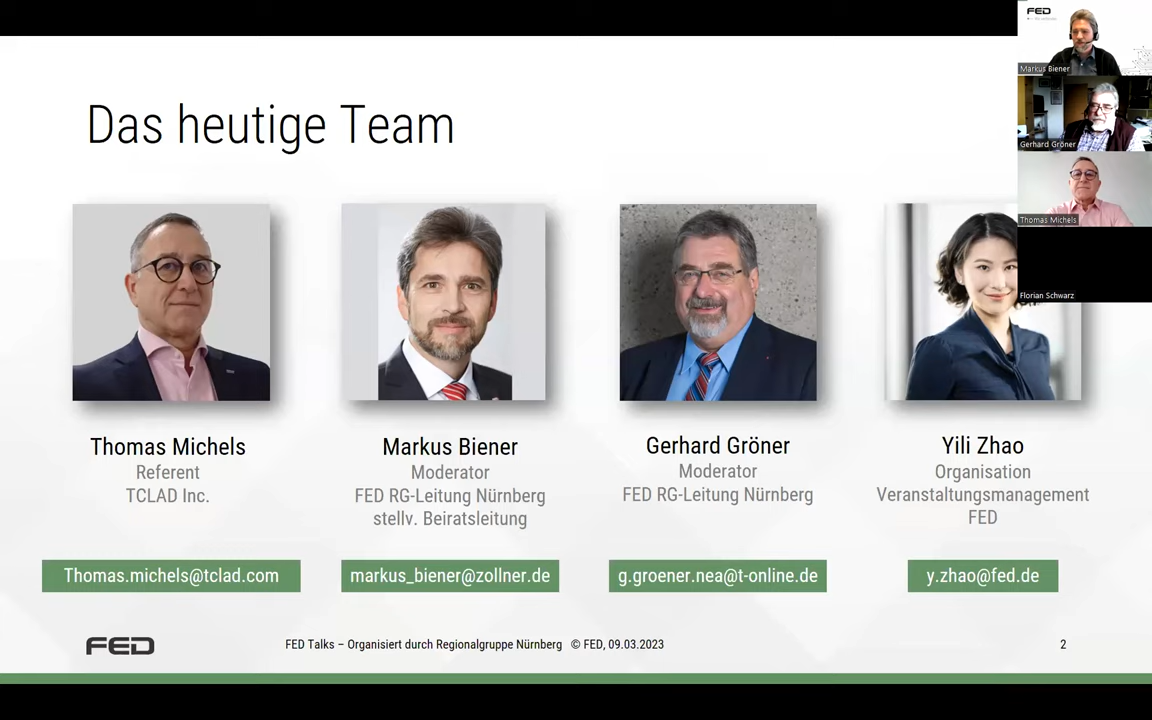 Das heutige Team
Thomas Michels
Referent
TCLAD Inc.
Thomas.michels@tclad.com
Markus Biener
Moderator
FED RG-Leitung Nürnberg
stellv. Beiratsleitung
markus_biener@zollner.de
Gerhard Gröner
Moderator
FED RG-Leitung Nürnberg
g.groener.nea@t-online.de
Yili Zhao
Organisation
Veranstaltungsmanagement
FED
y.zhao@fed.de
FED
FED Talks – Organisiert durch Regionalgruppe Nürnberg © FED, 09.03.2023
2
FED
Markus Biener
Gerhard Gröner
Thomas Michels
Florian Schwarz